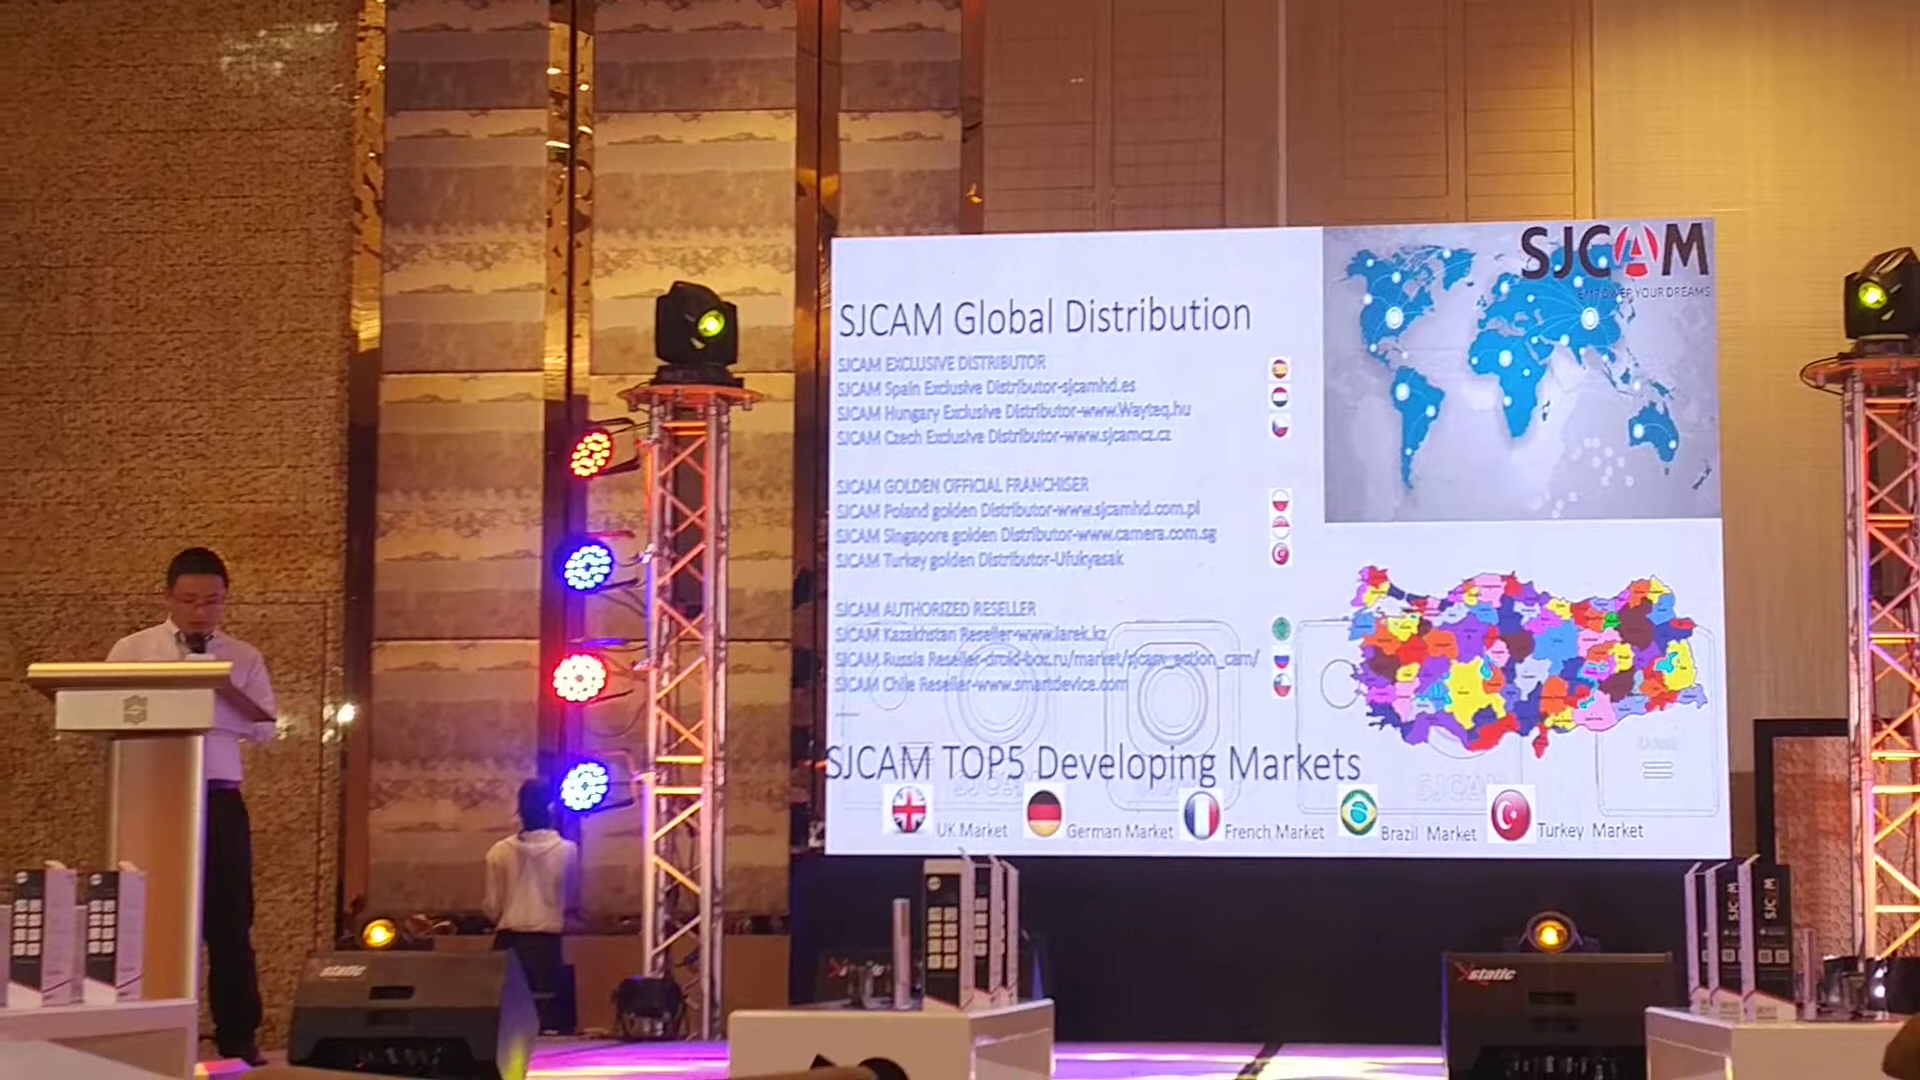 SJCAM
EMPOWER YOUR DREAMS
SJCAM Global Distribution
SJCAM EXCLUSIVE DISTRIBUTOR
SJCAM Spain Exclusive Distributor-sjcamhd.es
SJCAM Hungary Exclusive Distributor-www.Wayteq.hu
SJCAM Czech Exclusive Distributor-www.sjcamcz.cz
SJCAM GOLDEN OFFICIAL FRANCHISER
SJCAM Poland golden Distributor-www.sjcamhd.com.pl
SJCAM Singapore golden Distributor-www.camera.com.sg
SJCAM Turkey golden Distributor-Ufukyasak
SJCAM AUTHORIZED RESELLER
SJCAM Kazakhstan Reseller-www.iarek.kz
SJCAM Russia Reseller-droid-box.ru/market/sjcam_action_cam/
SJCAM Chile Reseller-www.smartdevice.com
SJCAM TOP5 Developing Markets
UK Market
German Market
French Market
Brazil Market
Turkey Market
static
Xstatic
SJCAM
SJCAM